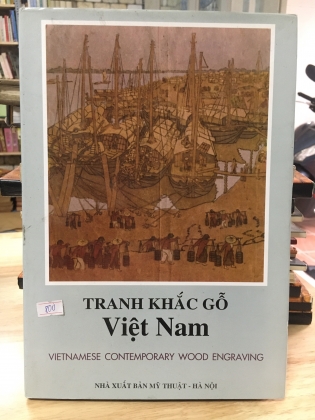 TRANH KHẮC GỖ
Việt Nam
VIETNAMESE CONTEMPORARY WOOD ENGRAVING
NHÀ XUẤT BẢN MỸ THUẬT - HÀ NỘI